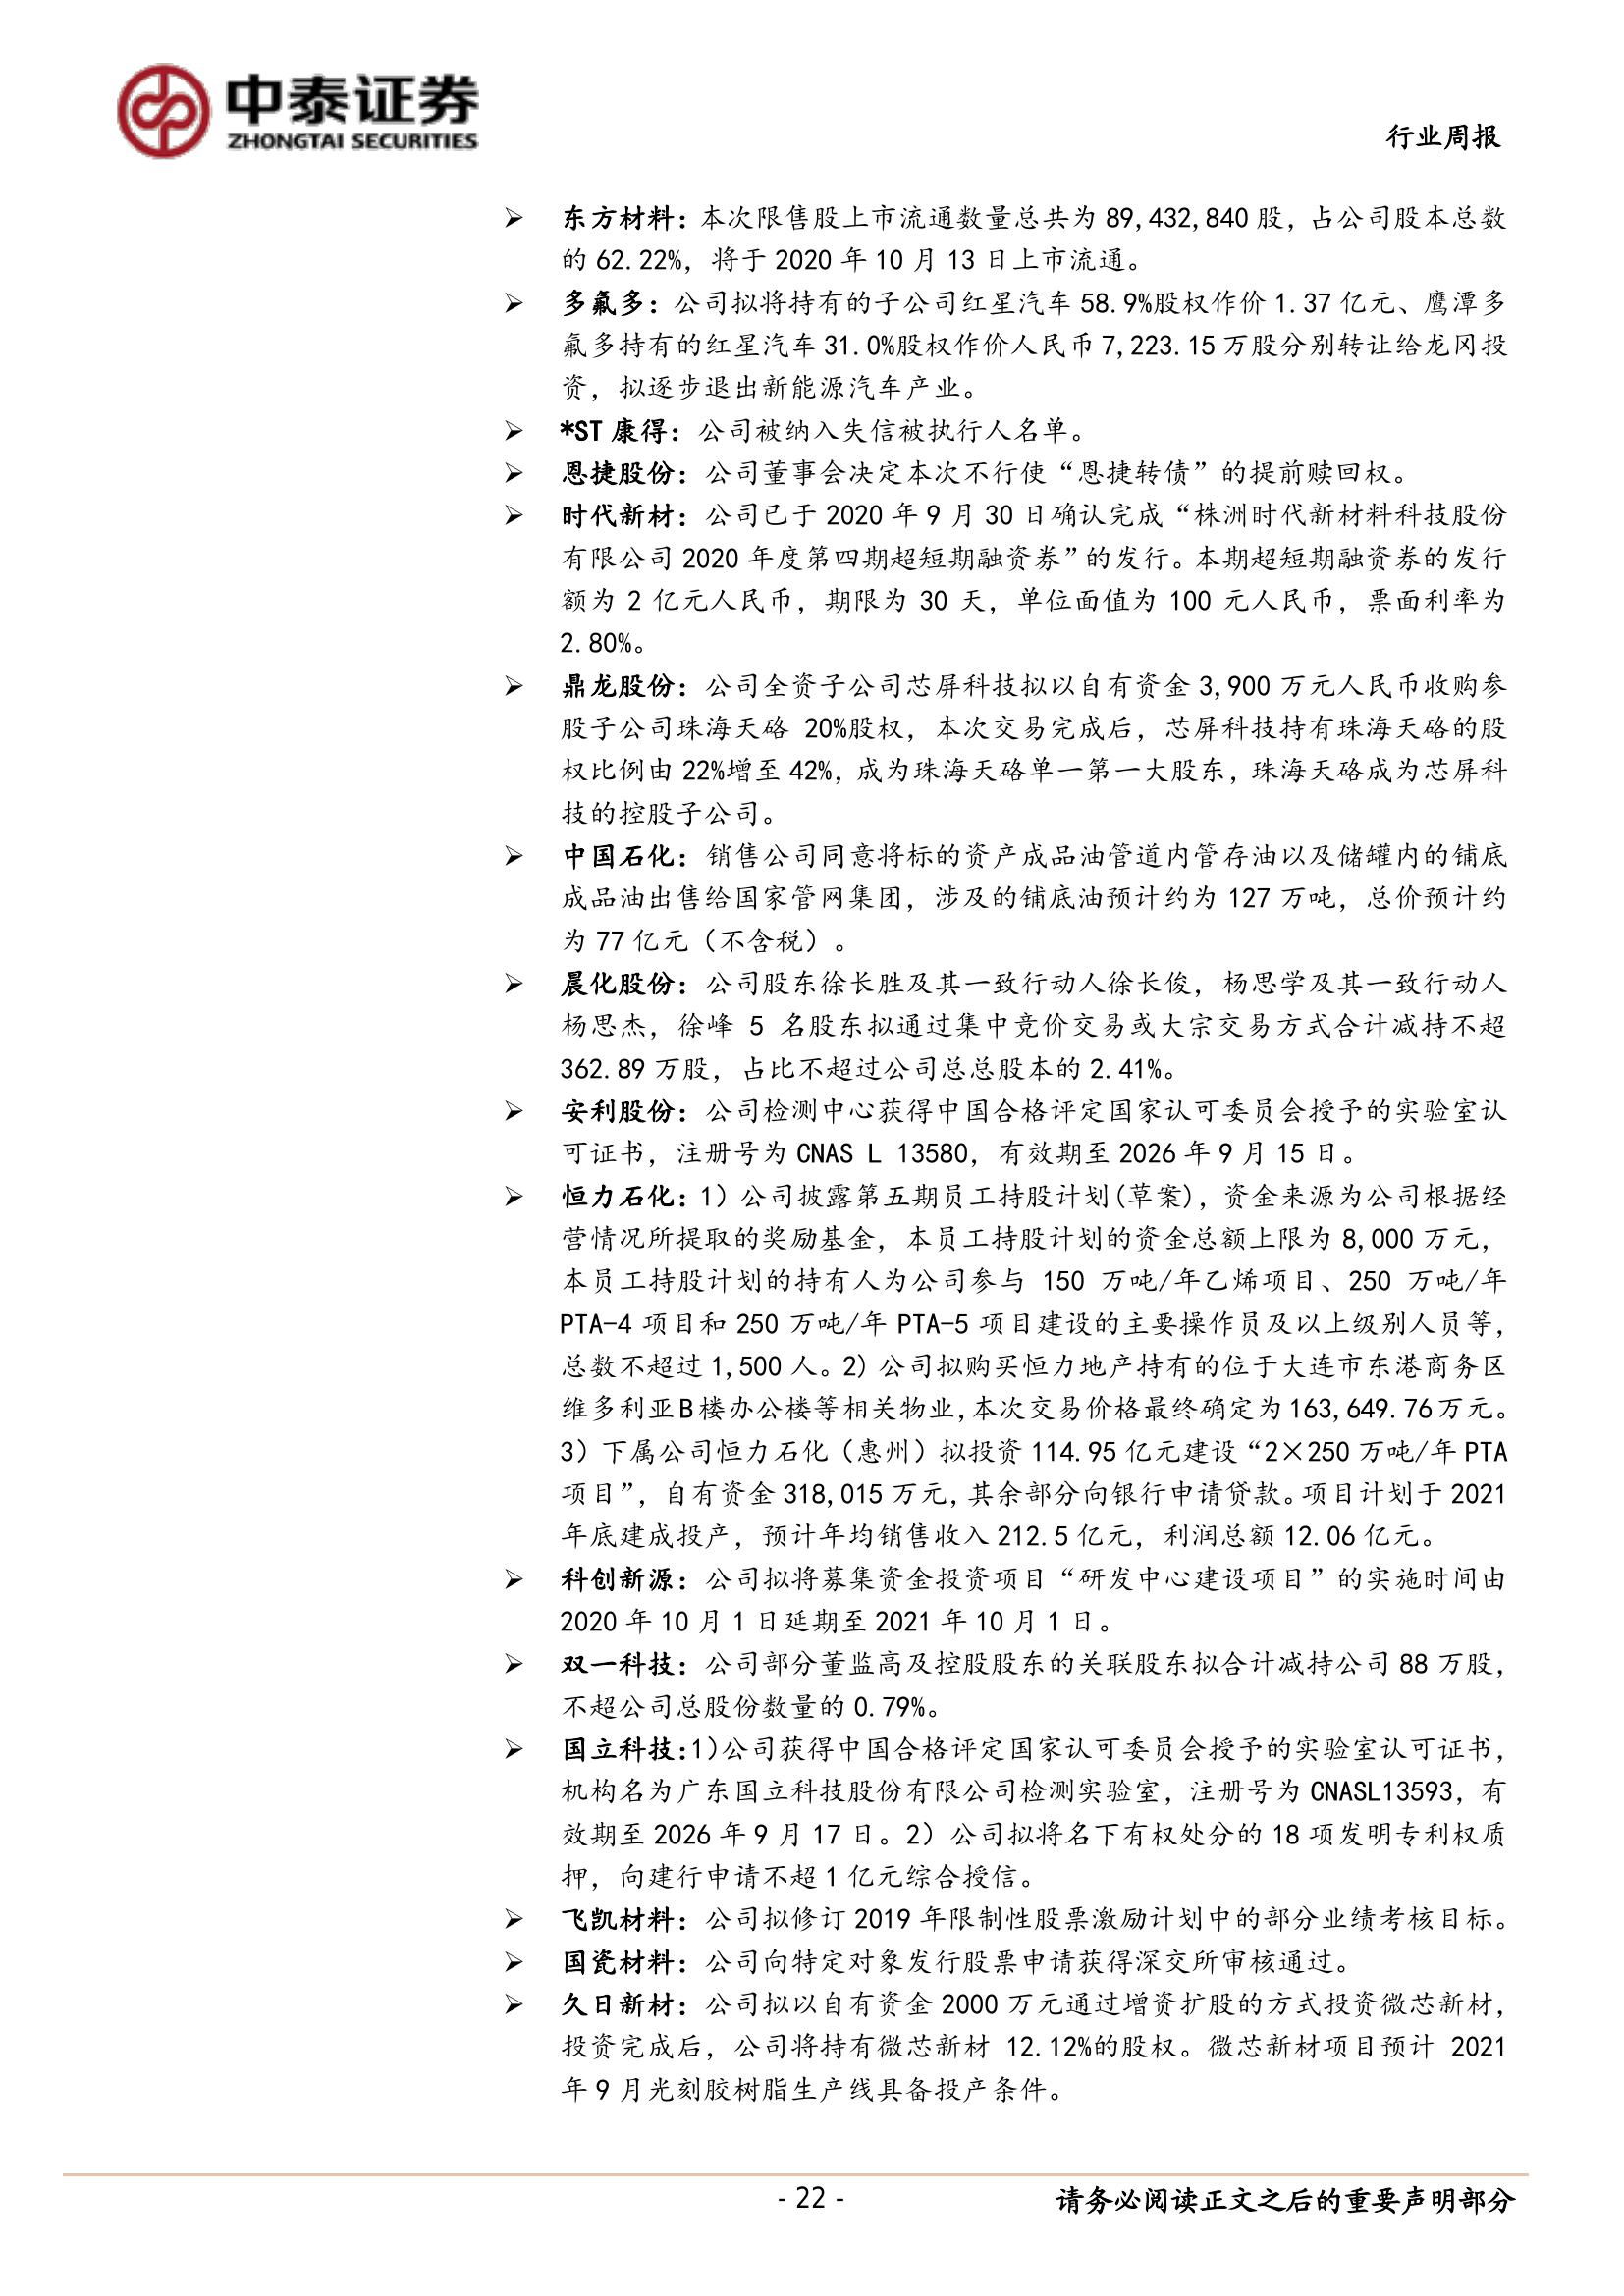 中泰证券
ZHONGTAI SECURITIES
行业周报
➢ 东方材料：本次限售股上市流通数量总共为 89,432,840 股，占公司股本总数
的 62.22%，将于 2020 年 10 月 13 日上市流通。
➢ 多氟多：公司拟将持有的子公司红星汽车 58.9%股权作价 1.37 亿元、鹰潭多
氟多持有的红星汽车 31.0%股权作价人民币 7,223.15 万股分别转让给龙冈投
资，拟逐步退出新能源汽车产业。
➢ *ST 康得：公司被纳入失信被执行人名单。
➢ 恩捷股份：公司董事会决定本次不行使“恩捷转债”的提前赎回权。
➢ 时代新材：公司已于 2020 年 9 月 30 日确认完成“株洲时代新材料科技股份
有限公司 2020 年度第四期超短期融资券”的发行。本期超短期融资券的发行
额为 2 亿元人民币，期限为 30 天，单位面值为 100 元人民币，票面利率为
2.80%。
➢ 鼎龙股份：公司全资子公司芯屏科技拟以自有资金 3,900 万元人民币收购参
股子公司珠海天硌 20%股权，本次交易完成后，芯屏科技持有珠海天硌的股
权比例由 22%增至 42%，成为珠海天硌单一第一大股东，珠海天硌成为芯屏科
技的控股子公司。
➢ 中国石化：销售公司同意将标的资产成品油管道内管存油以及储罐内的铺底
成品油出售给国家管网集团，涉及的铺底油预计约为 127 万吨，总价预计约
为 77 亿元（不含税）。
➢ 晨化股份：公司股东徐长胜及其一致行动人徐长俊，杨思学及其一致行动人
杨思杰，徐峰 5 名股东拟通过集中竞价交易或大宗交易方式合计减持不超
362.89 万股，占比不超过公司总总股本的 2.41%。
➢ 安利股份：公司检测中心获得中国合格评定国家认可委员会授予的实验室认
可证书，注册号为 CNAS L 13580，有效期至 2026 年 9 月 15 日。
➢ 恒力石化：1）公司披露第五期员工持股计划(草案)，资金来源为公司根据经
营情况所提取的奖励基金，本员工持股计划的资金总额上限为 8,000 万元，
本员工持股计划的持有人为公司参与 150 万吨/年乙烯项目、250 万吨/年
PTA-4 项目和 250 万吨/年 PTA-5 项目建设的主要操作员及以上级别人员等，
总数不超过 1,500 人。2）公司拟购买恒力地产持有的位于大连市东港商务区
维多利亚B楼办公楼等相关物业，本次交易价格最终确定为 163,649.76 万元。
3）下属公司恒力石化（惠州）拟投资 114.95 亿元建设“2×250 万吨/年 PTA
项目”，自有资金 318,015 万元，其余部分向银行申请贷款。项目计划于 2021
年底建成投产，预计年均销售收入 212.5 亿元，利润总额 12.06 亿元。
➢ 科创新源：公司拟将募集资金投资项目“研发中心建设项目”的实施时间由
2020 年 10 月 1 日延期至 2021 年 10 月 1 日。
➢ 双一科技：公司部分董监高及控股股东的关联股东拟合计减持公司 88 万股，
不超公司总股份数量的 0.79%。
➢ 国立科技:1)公司获得中国合格评定国家认可委员会授予的实验室认可证书，
机构名为广东国立科技股份有限公司检测实验室，注册号为 CNASL13593，有
效期至 2026 年 9 月 17 日。2）公司拟将名下有权处分的 18 项发明专利权质
押，向建行申请不超 1 亿元综合授信。
➢ 飞凯材料：公司拟修订 2019 年限制性股票激励计划中的部分业绩考核目标。
➢ 国瓷材料：公司向特定对象发行股票申请获得深交所审核通过。
➢ 久日新材：公司拟以自有资金 2000 万元通过增资扩股的方式投资微芯新材，
投资完成后，公司将持有微芯新材 12.12%的股权。微芯新材项目预计 2021
年 9 月光刻胶树脂生产线具备投产条件。
- 22 -
请务必阅读正文之后的重要声明部分